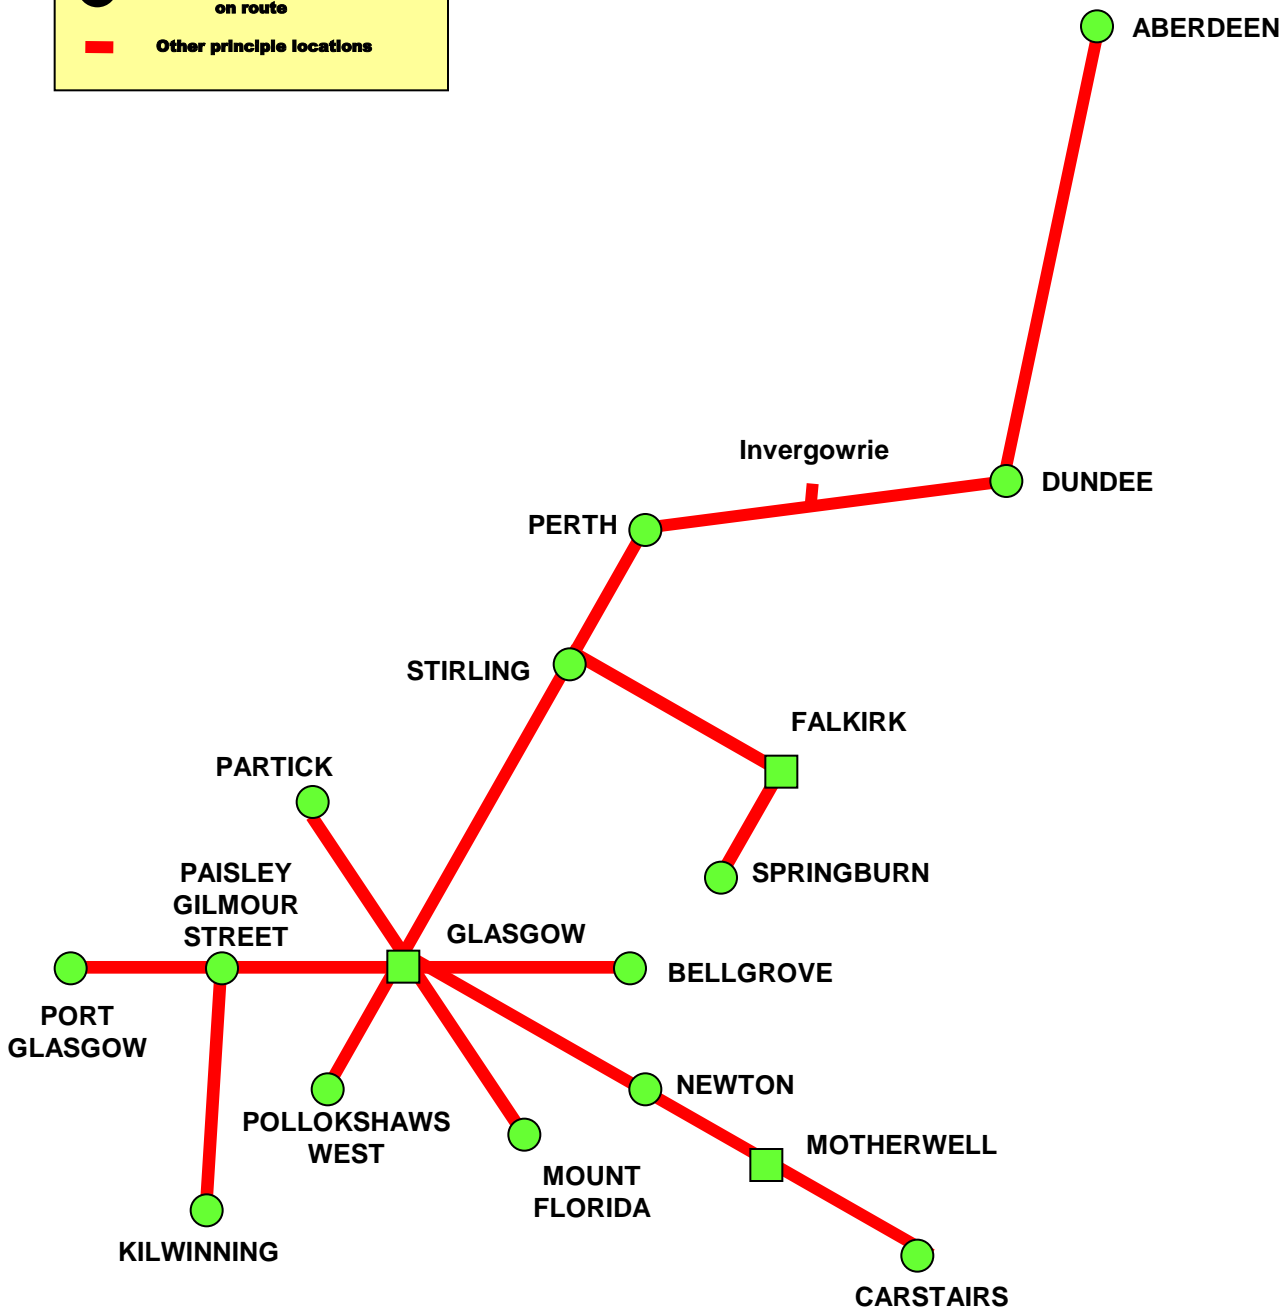 on route
Other principle locations
ABERDEEN
Invergowrie
DUNDEE
PERTH
STIRLING
FALKIRK
PARTICK
SPRINGBURN
PAISLEY
GILMOUR
STREET
GLASGOW
BELLGROVE
PORT
GLASGOW
NEWTON
POLLOKSHAWS
WEST
MOTHERWELL
MOUNT
FLORIDA
KILWINNING
CARSTAIRS